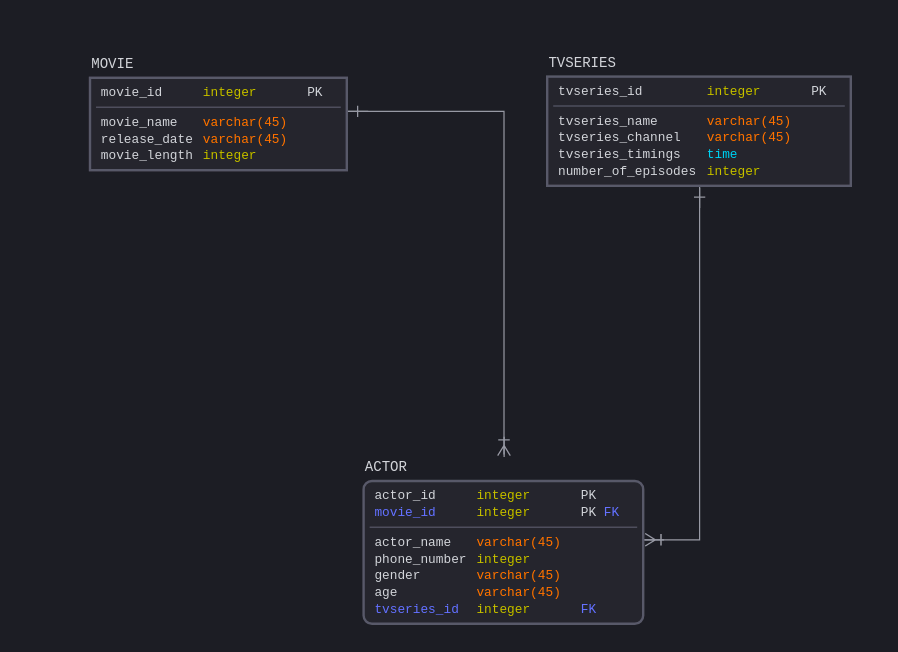 MOVIE
movie_id integer PK
movie_name varchar(45)
release_date varchar(45)
movie_length integer
TVSERIES
tvseries_id integer PK
tvseries_name varchar(45)
tvseries_channel varchar(45)
tvseries_timings time
number_of_episodes integer
ACTOR
actor_id integer PK
movie_id integer PK FK
actor_name varchar(45)
phone_number integer
gender varchar(45)
age varchar(45)
tvseries_id integer FK